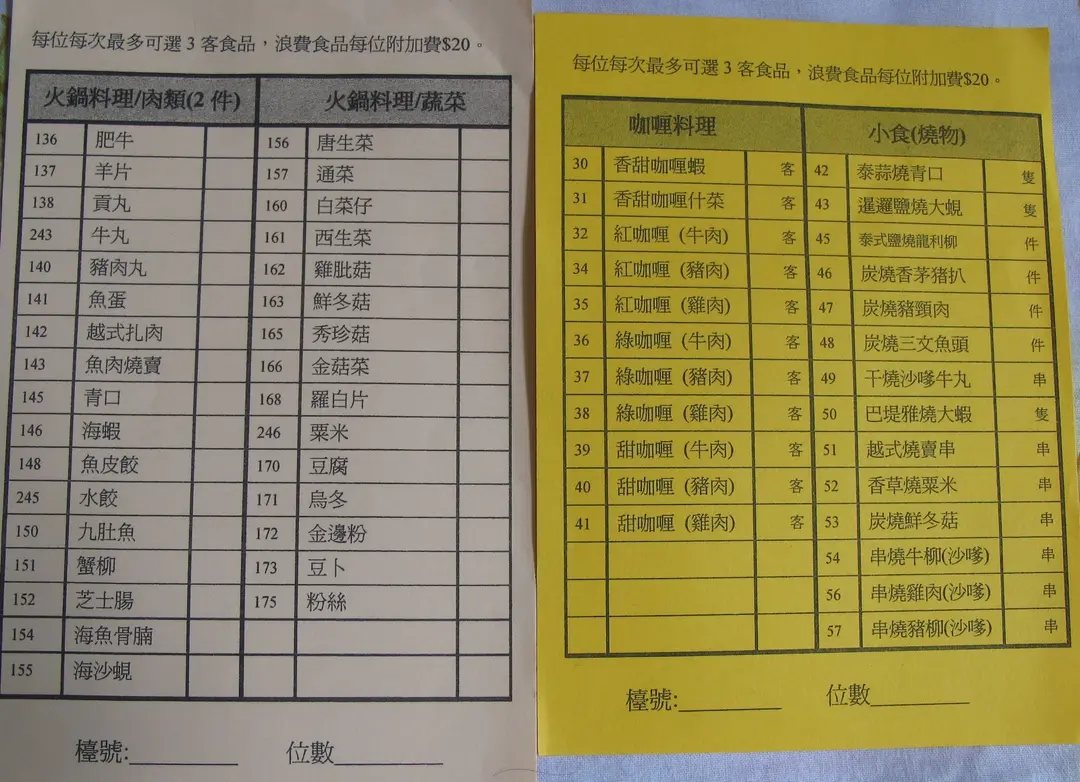 每位每次最多可選 3 客食品，浪費食品每位附加費$20。
火鍋料理/肉類(2 件) 火鍋料理/蔬菜
136 肥牛 156 唐生菜
137 羊片 157 通菜
138 貢丸 160 白菜仔
243 牛丸 161 西生菜
140 豬肉丸 162 雞肶菇
141 魚蛋 163 鮮冬菇
142 越式扎肉 165 秀珍菇
143 魚肉燒賣 166 金菇菜
145 青口 168 羅白片
146 海蝦 246 粟米
148 魚皮餃 170 豆腐
245 水餃 171 烏冬
150 九肚魚 172 金邊粉
151 蟹柳 173 豆卜
152 芝士腸 175 粉絲
154 海魚骨腩
155 海沙蜆
檯號: 位數
每位每次最多可選 3 客食品，浪費食品每位附加費$20。
咖喱料理 小食(燒物)
30 香甜咖喱蝦 客 42 泰蒜燒青口 隻
31 香甜咖喱什菜 客 43 暹邏鹽燒大蜆 隻
32 紅咖喱 (牛肉) 客 45 泰式鹽燒龍利柳 件
34 紅咖喱 (豬肉) 客 46 炭燒香茅猪扒 件
35 紅咖喱 (雞肉) 客 47 炭燒豬頸肉 件
36 綠咖喱 (牛肉) 客 48 炭燒三文魚頭 件
37 綠咖喱 (豬肉) 客 49 干燒沙嗲牛丸 串
38 綠咖喱 (雞肉) 客 50 巴堤雅燒大蝦 隻
39 甜咖喱 (牛肉) 客 51 越式燒賣串 串
40 甜咖喱 (豬肉) 客 52 香草燒粟米 串
41 甜咖喱 (雞肉) 客 53 炭燒鮮冬菇 串
54 串燒牛柳(沙嗲) 串
56 串燒雞肉(沙嗲) 串
57 串燒豬柳(沙嗲) 串
檯號: 位數